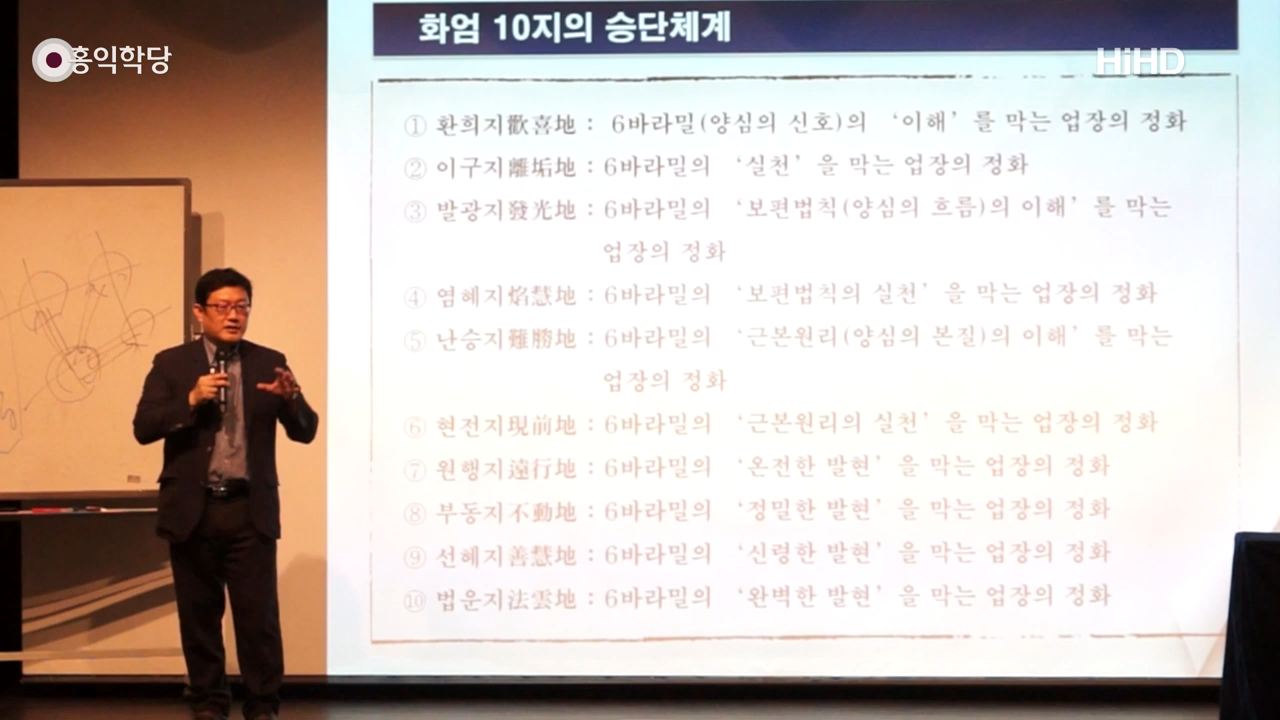 화엄 10지의 승단체계
홍익학당
HiHD
① 환희지歡喜地 : 6바라밀(양심의 신호)의 ‘이해’를 막는 업장의 정화
② 이구지離垢地 : 6바라밀의 ‘실천’을 막는 업장의 정화
③ 발광지發光地 : 6바라밀의 ‘보편법칙(양심의 흐름)의 이해’를 막는
업장의 정화
④ 염혜지焰慧地 : 6바라밀의 ‘보편법칙의 실천’을 막는 업장의 정화
⑤ 난승지難勝地 : 6바라밀의 ‘근본원리(양심의 본질)의 이해’를 막는
업장의 정화
⑥ 현전지現前地 : 6바라밀의 ‘근본원리의 실천’을 막는 업장의 정화
⑦ 원행지遠行地 : 6바라밀의 ‘온전한 발현’을 막는 업장의 정화
⑧ 부동지不動地 : 6바라밀의 ‘정밀한 발현’을 막는 업장의 정화
⑨ 선혜지善慧地 : 6바라밀의 ‘신령한 발현’을 막는 업장의 정화
⑩ 법운지法雲地 : 6바라밀의 ‘완벽한 발현’을 막는 업장의 정화